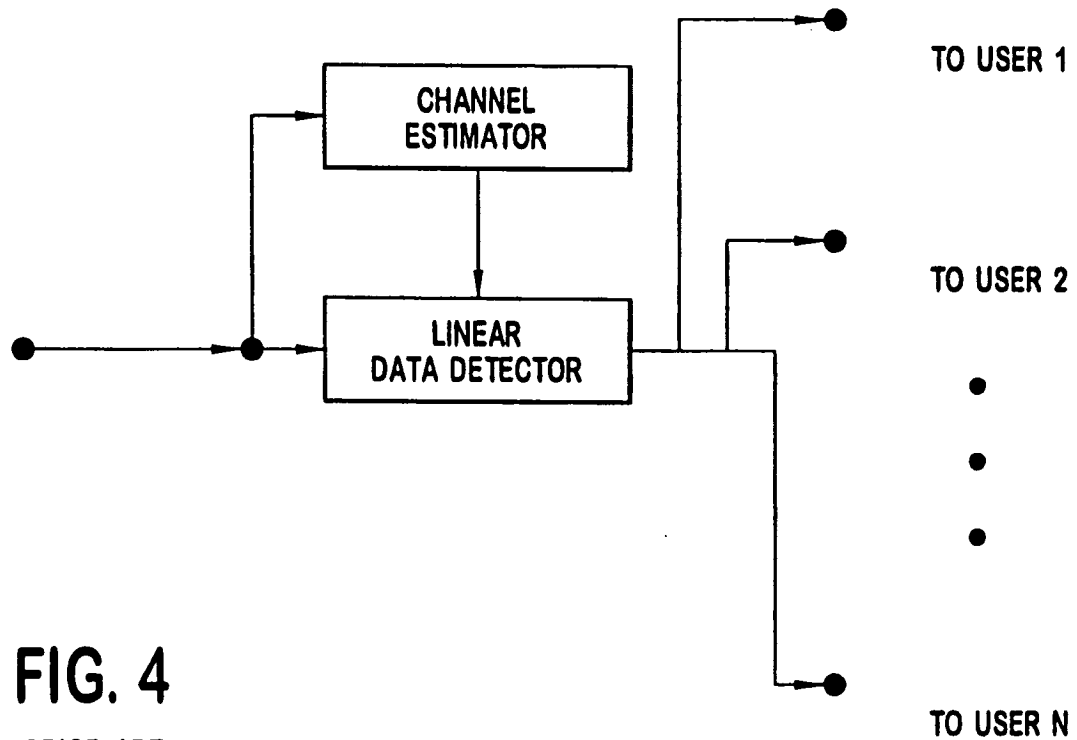 CHANNEL
ESTIMATOR
LINEAR
DATA DETECTOR
TO USER 1
TO USER 2
TO USER N
FIG. 4